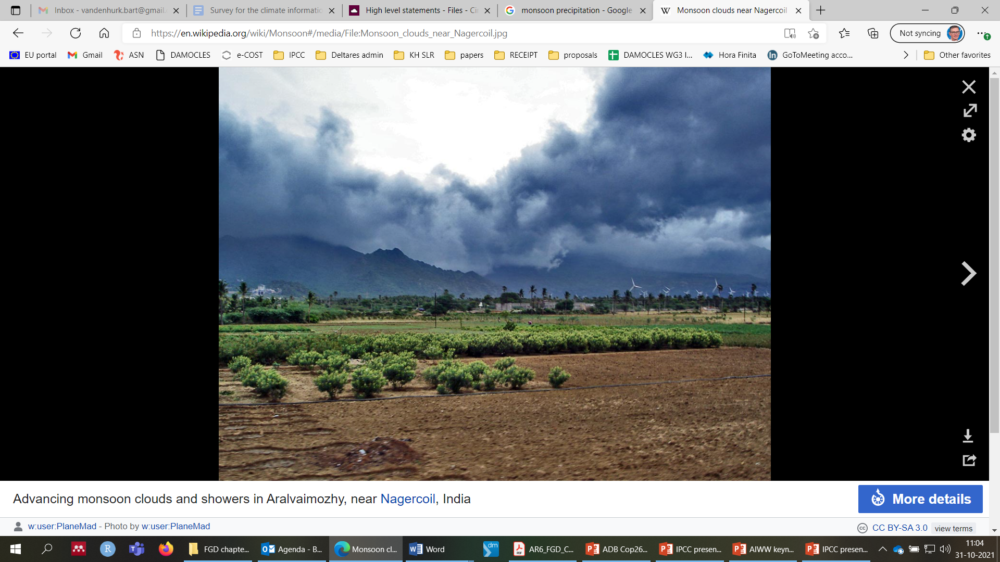 Inbox - vandenhurk.bart@gmail.
Survey for the climate informatio
High level statements - Files - Ci
monsoon precipitation - Google
Monsoon clouds near Nagercoil
https://en.wikipedia.org/wiki/Monsoon#/media/File:Monsoon_clouds_near_Nagercoil.jpg
Not syncing
EU portal
Gmail
ASN
DAMOCLES
e-COST
IPCC
Deltares admin
KH SLR
papers
RECEIPT
proposals
DAMOCLES WG3 I...
Hora Finita
GoToMeeting acco...
Other favorites
Advancing monsoon clouds and showers in Aralvaimozhy, near Nagercoil, India
More details
w:user:PlaneMad - Photo by w:user:PlaneMad
CC BY-SA 3.0
view terms
FGD chapte...
Agenda - B...
Monsoon cl...
Word
dm
AR6_FGD_C...
ADB Cop26...
IPCC presen...
AIWW keyn...
IPCC presen...
11:04
31-10-2021